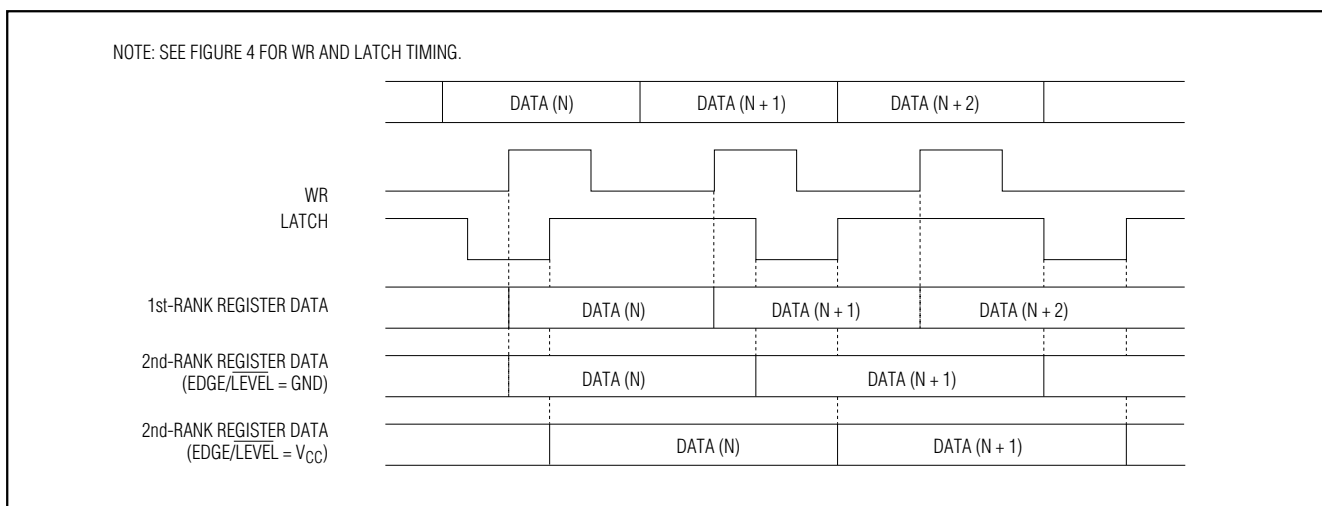 NOTE: SEE FIGURE 4 FOR WR AND LATCH TIMING.
DATA (N) DATA (N + 1) DATA (N + 2)
WR
LATCH
1st-RANK REGISTER DATA DATA (N) DATA (N + 1) DATA (N + 2)
2nd-RANK REGISTER DATA
(EDGE/LEVEL = GND) DATA (N) DATA (N + 1)
2nd-RANK REGISTER DATA
(EDGE/LEVEL = VCC) DATA (N) DATA (N + 1)